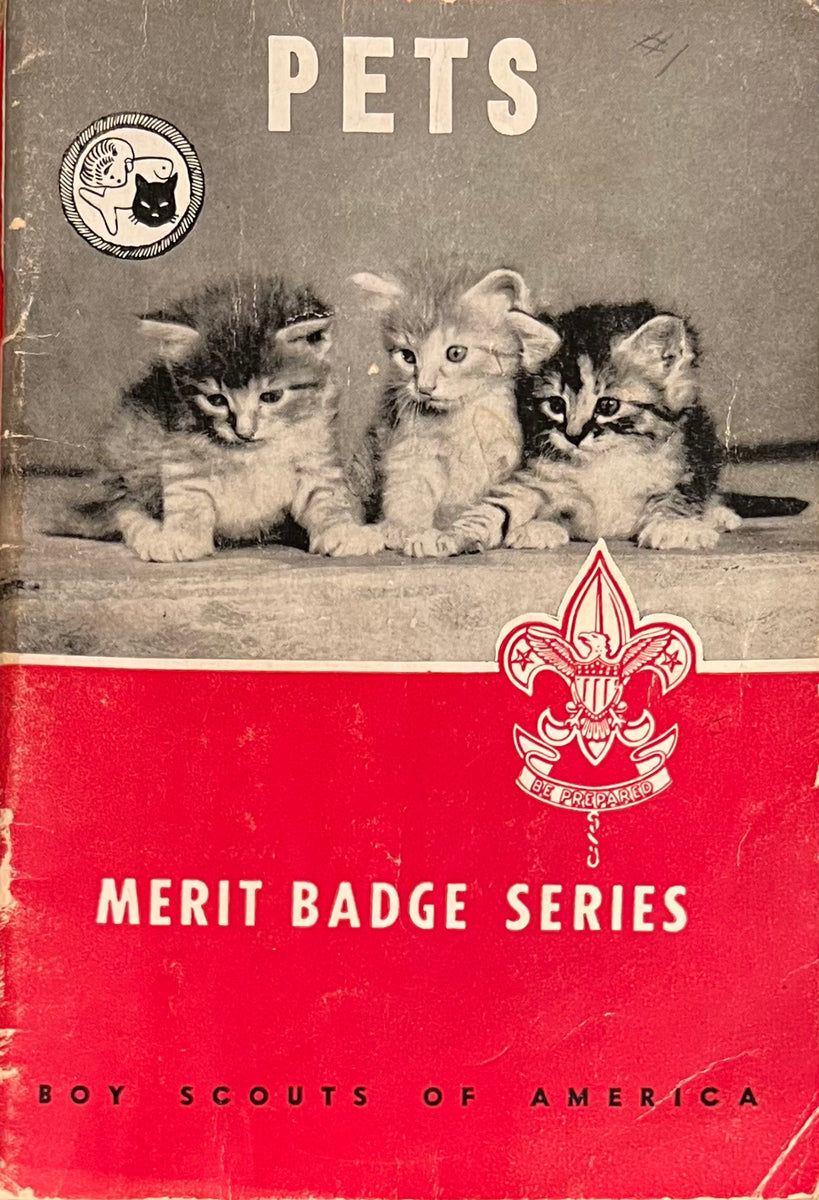 PETS
#1
BE PREPARED
MERIT BADGE SERIES
BOY SCOUTS OF AMERICA